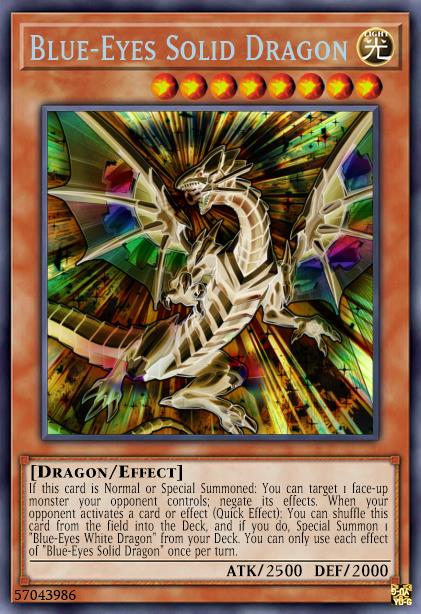 Blue-Eyes Solid Dragon
LIGHT
光
[Dragon/Effect]
If this card is Normal or Special Summoned: You can target 1 face-up
monster your opponent controls; negate its effects. When your
opponent activates a card or effect (Quick Effect): You can shuffle this
card from the field into the Deck, and if you do, Special Summon 1
"Blue-Eyes White Dragon" from your Deck. You can only use each effect
of "Blue-Eyes Solid Dragon" once per turn.
ATK/2500 DEF/2000
57043986